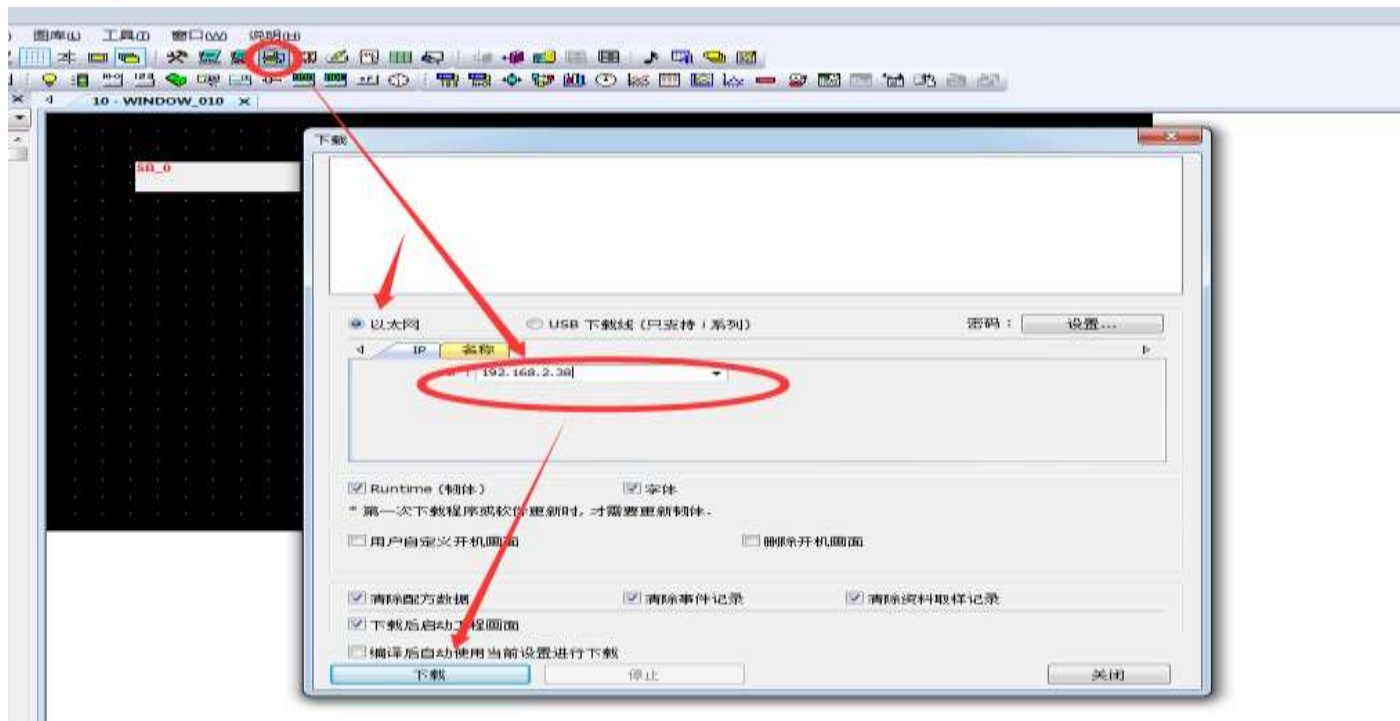 图库(L) 工具(T) 窗口(W) 说明(H)
10 - WINDOW_010
下载
SB_0
以太网 USB 下载线 (只支持 i 系列) 密码： 设置...
IP 名称
192.168.2.38
Runtime (韧体) 字体
* 第一次下载程序或软件更新时, 才需要更新韧体.
用户自定义开机画面 删除开机画面
清除配方数据 清除事件记录 清除资料取样记录
下载后启动工程画面
编译后自动使用当前设置进行下载
下载 停止 关闭